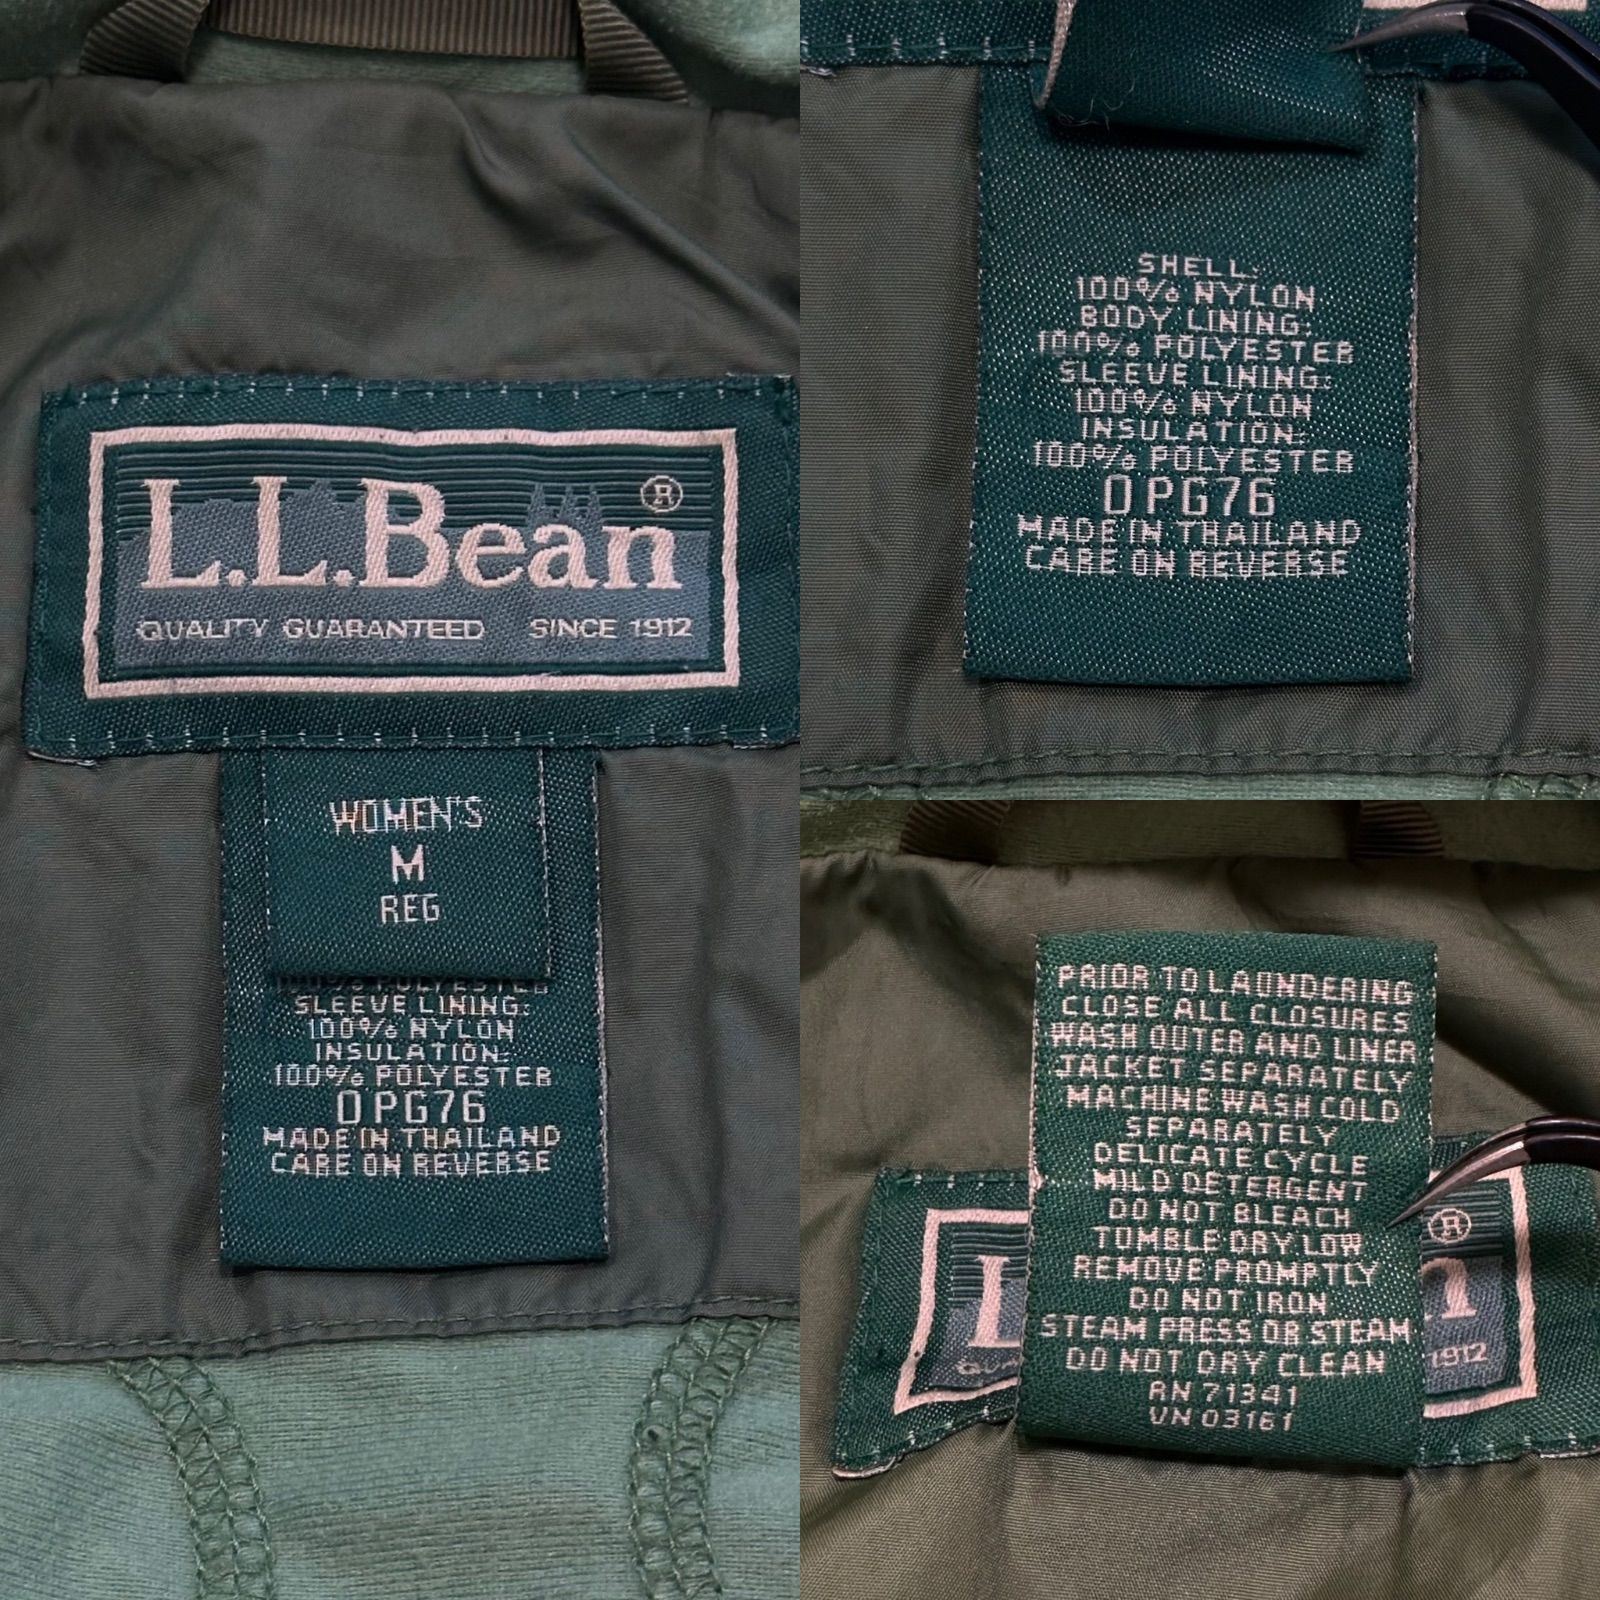 L.L.Bean ®
QUALITY GUARANTEED SINCE 1912
WOMEN'S
M
REG
100% POLYESTER
SLEEVE LINING:
100% NYLON
INSULATION:
100% POLYESTER
0PG76
MADE IN THAILAND
CARE ON REVERSE
SHELL:
100% NYLON
BODY LINING:
100% POLYESTER
SLEEVE LINING:
100% NYLON
INSULATION:
100% POLYESTER
0PG76
MADE IN THAILAND
CARE ON REVERSE
PRIOR TO LAUNDERING
CLOSE ALL CLOSURES
WASH OUTER AND LINER
JACKET SEPARATELY
MACHINE WASH COLD
SEPARATELY
DELICATE CYCLE
MILD DETERGENT
DO NOT BLEACH
TUMBLE DRY LOW
REMOVE PROMPTLY
DO NOT IRON
STEAM PRESS OR STEAM
DO NOT DRY CLEAN
RN 71341
VN 03161
L n ®
QUA 1912